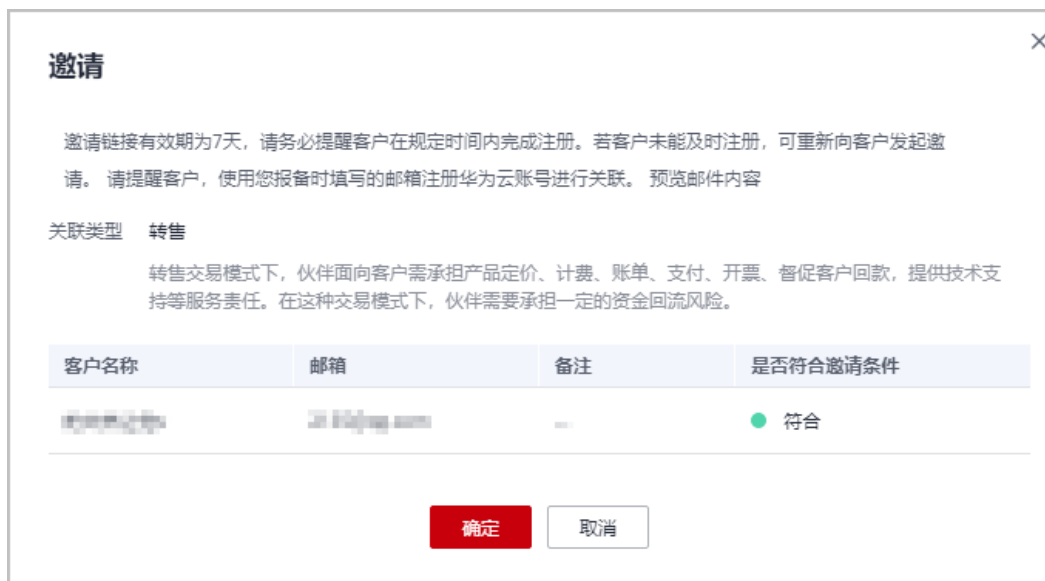 邀请
邀请链接有效期为7天，请务必提醒客户在规定时间内完成注册。若客户未能及时注册，可重新向客户发起邀
请。 请提醒客户，使用您报备时填写的邮箱注册华为云账号进行关联。 预览邮件内容
关联类型 转售
转售交易模式下，伙伴面向客户需承担产品定价、计费、账单、支付、开票、督促客户回款，提供技术支
持等服务责任。在这种交易模式下，伙伴需要承担一定的资金回流风险。
客户名称 邮箱 备注 是否符合邀请条件
符合
确定 取消